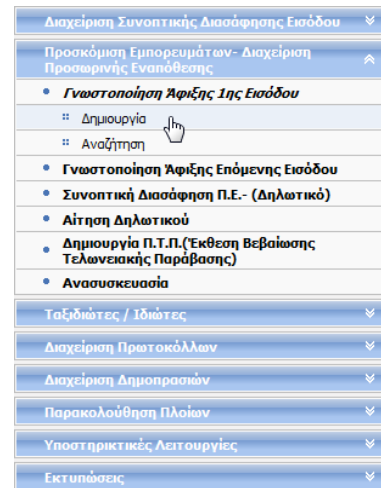 Διαχείριση Συνοπτικής Διασάφησης Εισόδου
Προσκόμιση Εμπορευμάτων- Διαχείριση
Προσωρινής Εναπόθεσης
Γνωστοποίηση Άφιξης 1ης Εισόδου
Δημιουργία
Αναζήτηση
Γνωστοποίηση Άφιξης Επόμενης Εισόδου
Συνοπτική Διασάφηση Π.Ε.- (Δηλωτικό)
Αίτηση Δηλωτικού
Δημιουργία Π.Τ.Π.(Έκθεση Βεβαίωσης
Τελωνειακής Παράβασης)
Ανασυσκευασία
Ταξιδιώτες / Ιδιώτες
Διαχείριση Πρωτοκόλλων
Διαχείριση Δημοπρασιών
Παρακολούθηση Πλοίων
Υποστηρικτικές Λειτουργίες
Εκτυπώσεις